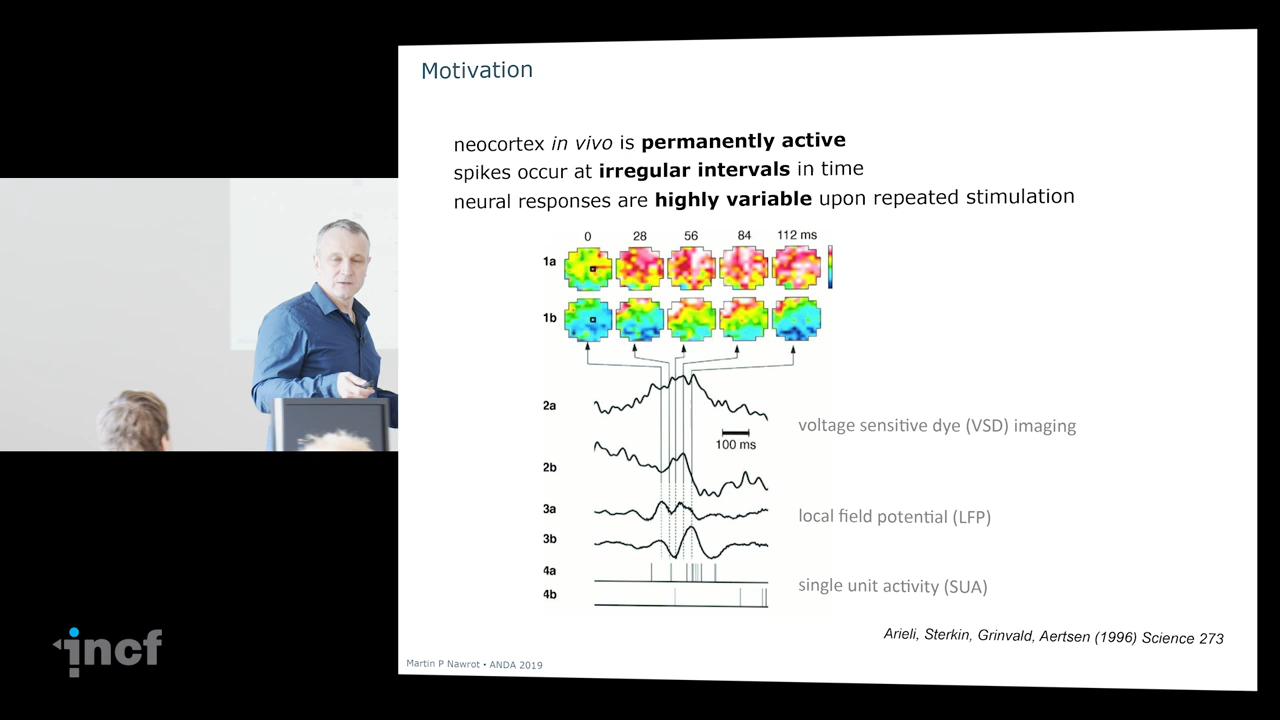 Motivation
neocortex in vivo is permanently active
spikes occur at irregular intervals in time
neural responses are highly variable upon repeated stimulation
0 28 56 84 112 ms
1a
1b
2a
voltage sensitive dye (VSD) imaging
100 ms
2b
3a
local field potential (LFP)
3b
4a
single unit activity (SUA)
4b
Arieli, Sterkin, Grinvald, Aertsen (1996) Science 273
Martin P Nawrot • ANDA 2019
incf